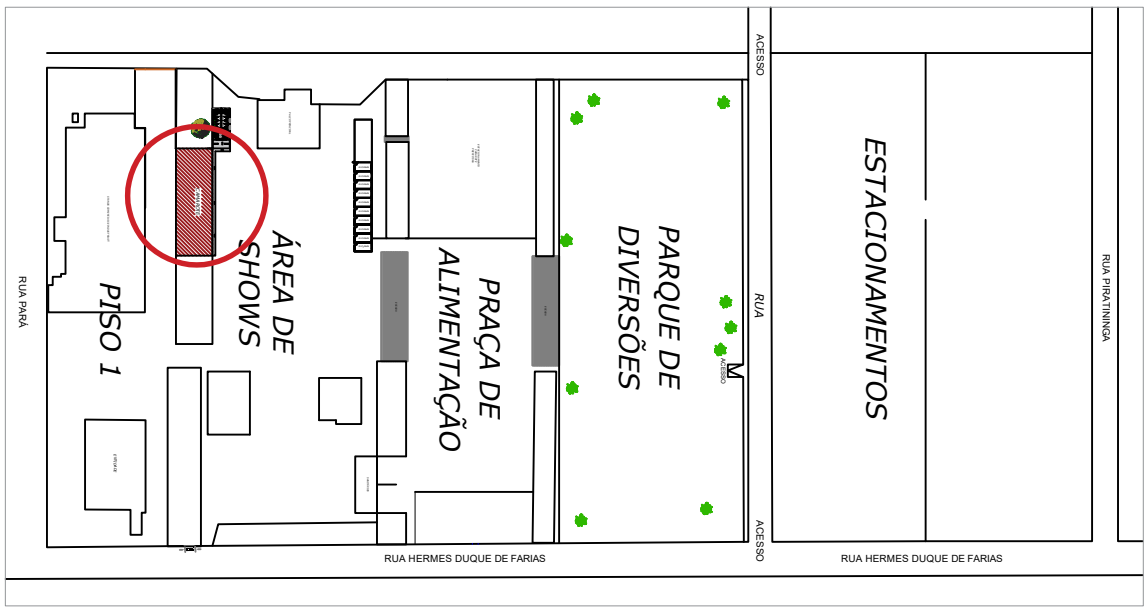 ACESSO
ESTACIONAMENTOS
RUA PIRATININGA
PARQUE DE
DIVERSÕES
RUA
ACESSO
ÁREA DE
SHOWS
PRAÇA DE
ALIMENTAÇÃO
PISO 1
RUA PARÁ
ACESSO
RUA HERMES DUQUE DE FARIAS
RUA HERMES DUQUE DE FARIAS